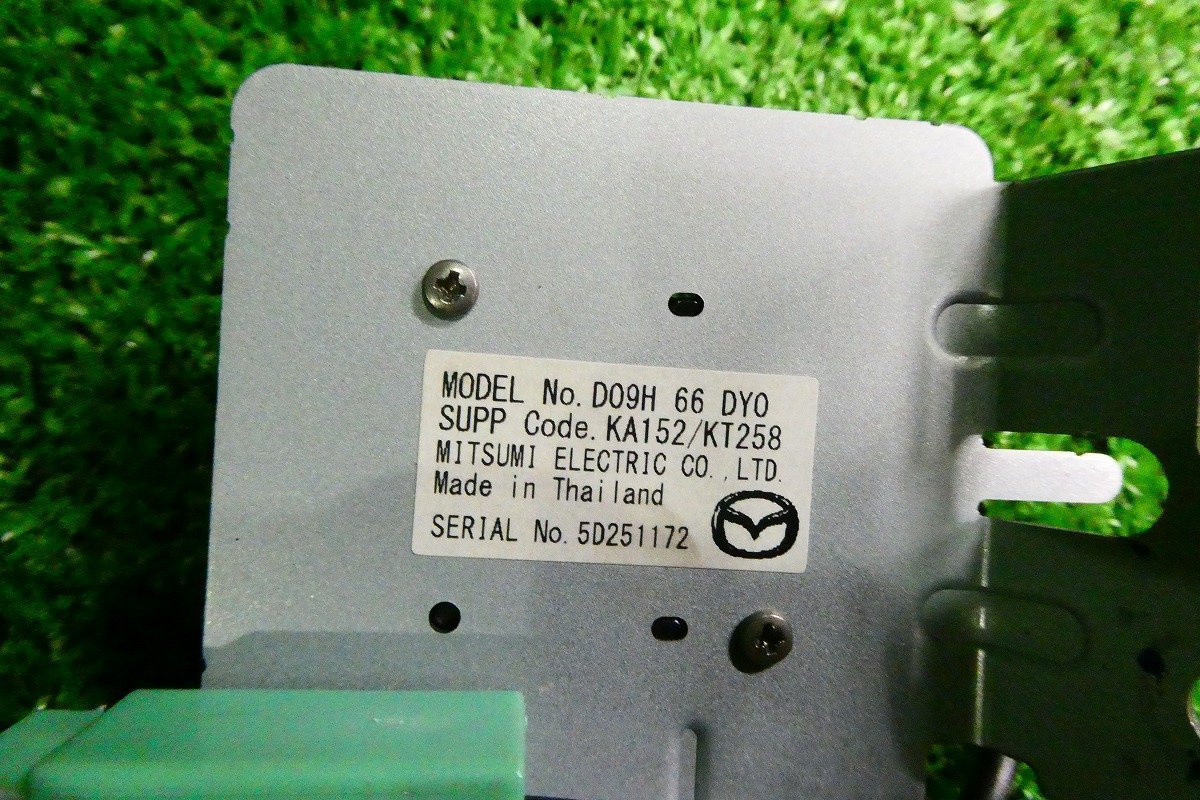 MODEL No. D09H 66 DY0
SUPP Code. KA152/KT258
MITSUMI ELECTRIC CO., LTD.
Made in Thailand
SERIAL No. 5D251172